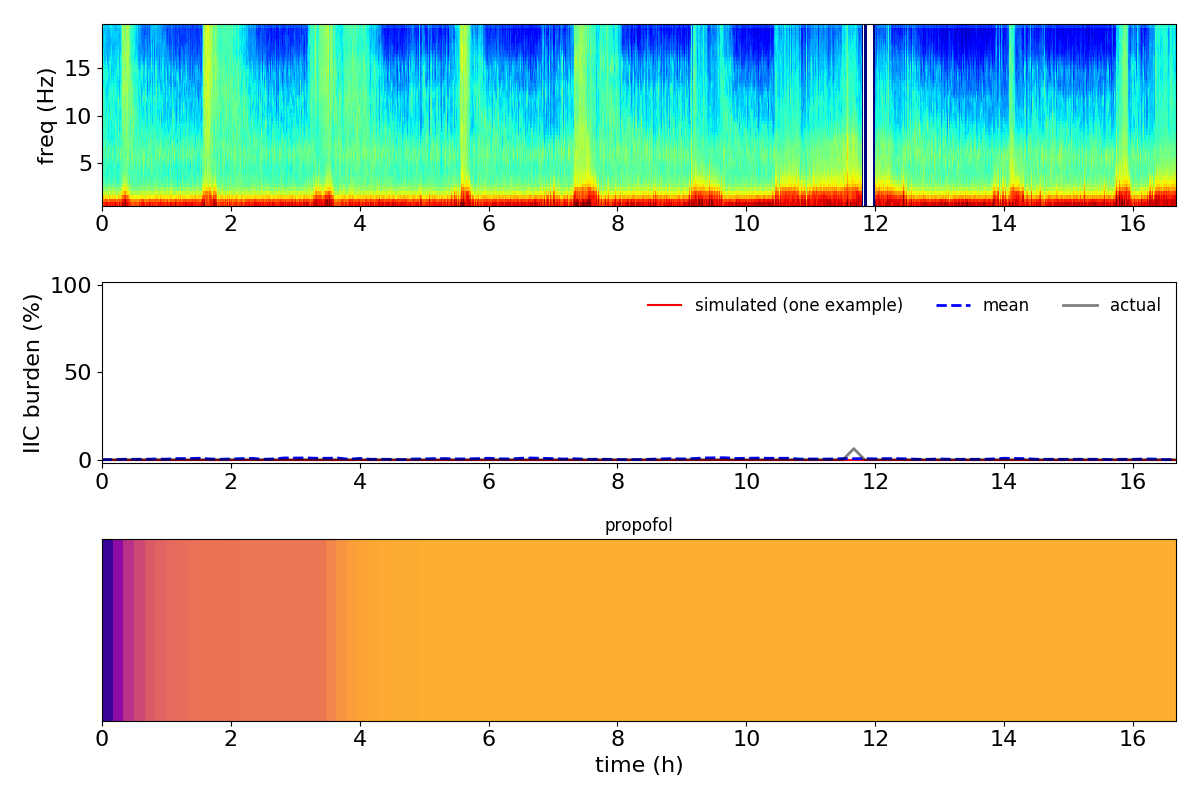 15
10
5
freq (Hz)
0 2 4 6 8 10 12 14 16
100
50
0
IIC burden (%)
simulated (one example) mean actual
0 2 4 6 8 10 12 14 16
propofol
0 2 4 6 8 10 12 14 16
time (h)